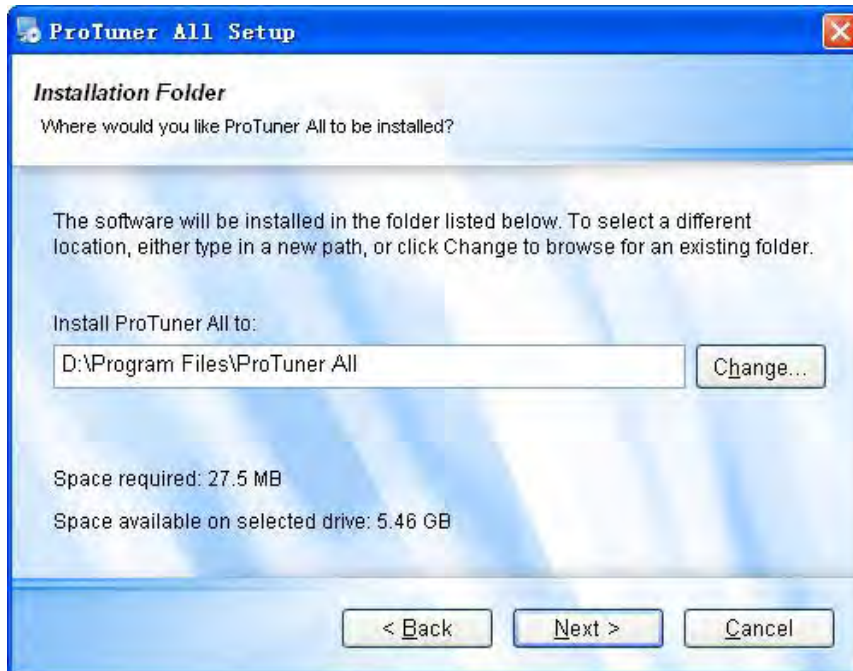 ProTuner All Setup
Installation Folder
Where would you like ProTuner All to be installed?
The software will be installed in the folder listed below. To select a different
location, either type in a new path, or click Change to browse for an existing folder.
Install ProTuner All to:
D:\Program Files\ProTuner All
Change...
Space required: 27.5 MB
Space available on selected drive: 5.46 GB
< Back
Next >
Cancel